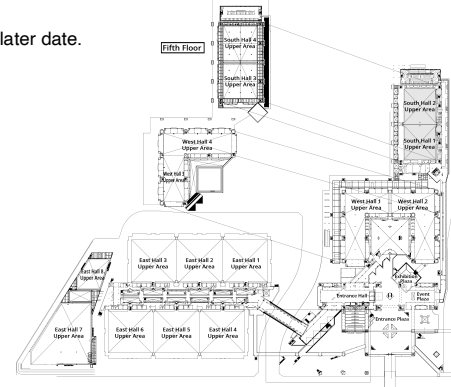 later date.
Fifth Floor
South Hall 4
Upper Area
South Hall 3
Upper Area
South Hall 2
Upper Area
South Hall 1
Upper Area
West Hall 4
Upper Area
West Hall 3
Upper Area
West Hall 1
Upper Area
West Hall 2
Upper Area
East Hall 3
Upper Area
East Hall 2
Upper Area
East Hall 1
Upper Area
East Hall 8
Upper Area
Exhibition
Plaza
Entrance Hall
Event
Plaza
Entrance Plaza
East Hall 7
Upper Area
East Hall 6
Upper Area
East Hall 5
Upper Area
East Hall 4
Upper Area